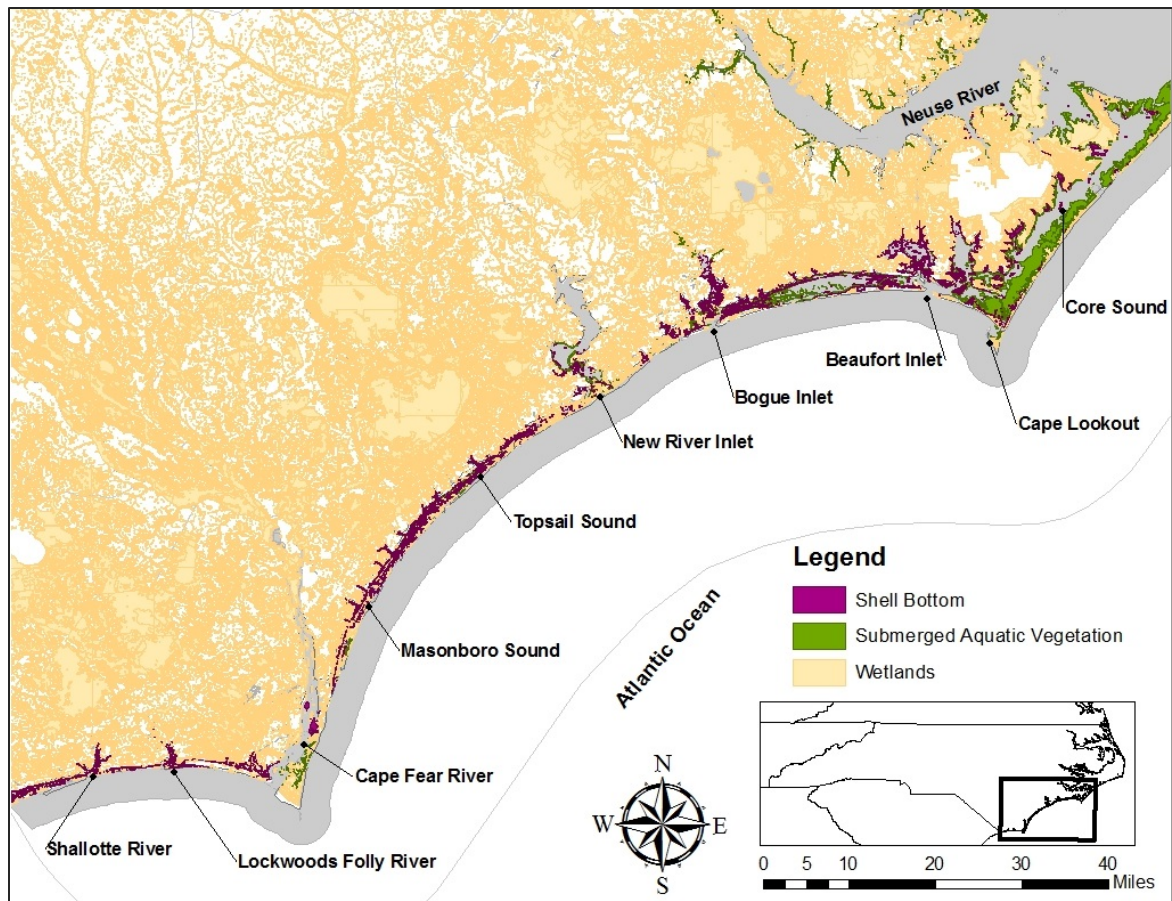 Neuse River
Core Sound
Beaufort Inlet
Bogue Inlet
Cape Lookout
New River Inlet
Topsail Sound
Legend
Shell Bottom
Submerged Aquatic Vegetation
Wetlands
Atlantic Ocean
Masonboro Sound
Cape Fear River
Shallotte River
Lockwoods Folly River
N
W E
S
0 5 10 20 30 40
Miles